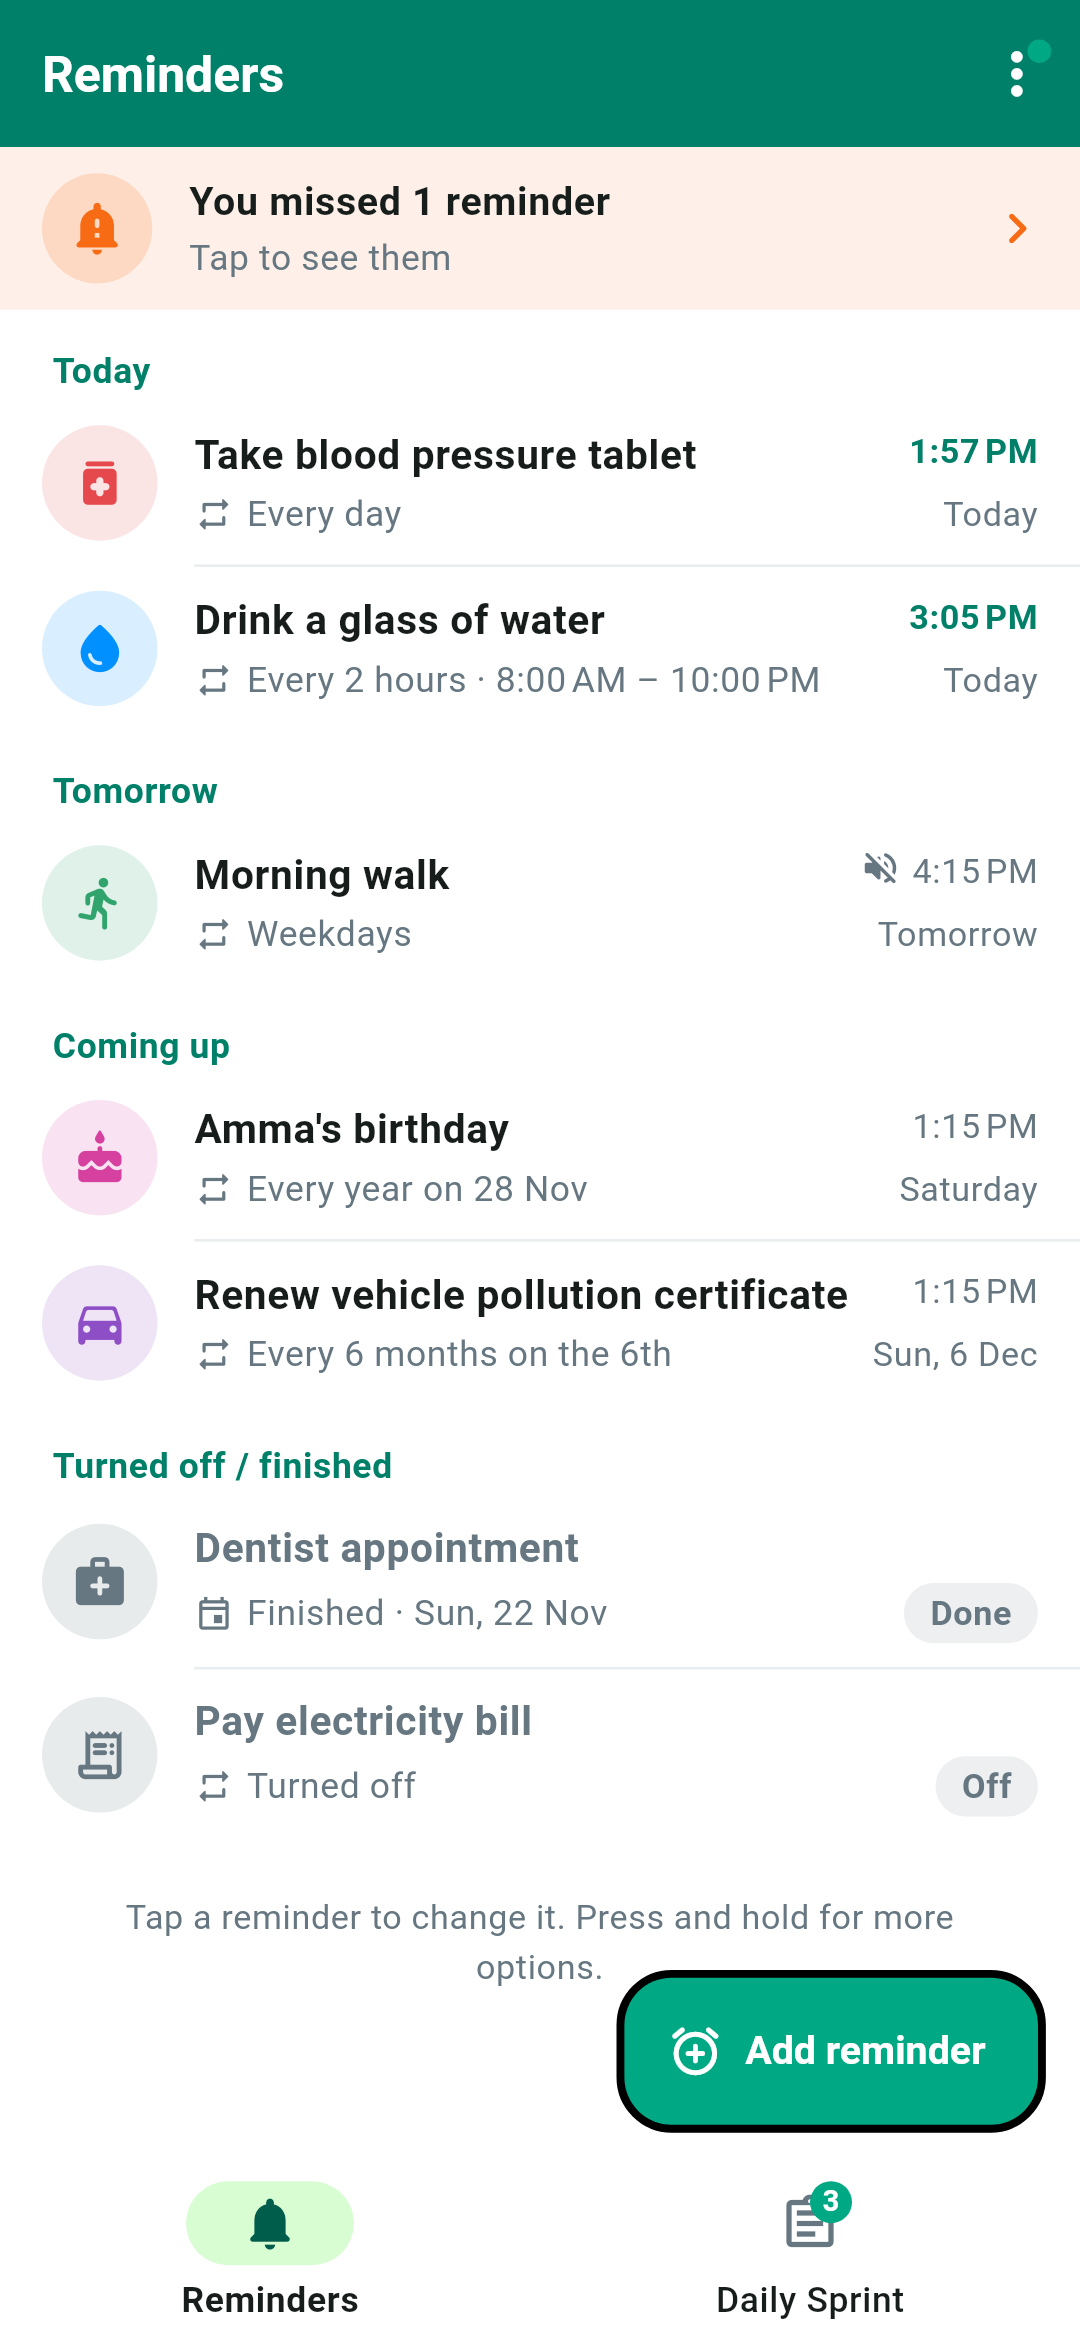 Reminders
You missed 1 reminder
Tap to see them
Today
Take blood pressure tablet 1:57 PM
Every day Today
Drink a glass of water 3:05 PM
Every 2 hours · 8:00 AM – 10:00 PM Today
Tomorrow
Morning walk 4:15 PM
Weekdays Tomorrow
Coming up
Amma's birthday 1:15 PM
Every year on 28 Nov Saturday
Renew vehicle pollution certificate 1:15 PM
Every 6 months on the 6th Sun, 6 Dec
Turned off / finished
Dentist appointment
Finished · Sun, 22 Nov Done
Pay electricity bill
Turned off Off
Tap a reminder to change it. Press and hold for more
options.
Add reminder
3
Reminders Daily Sprint